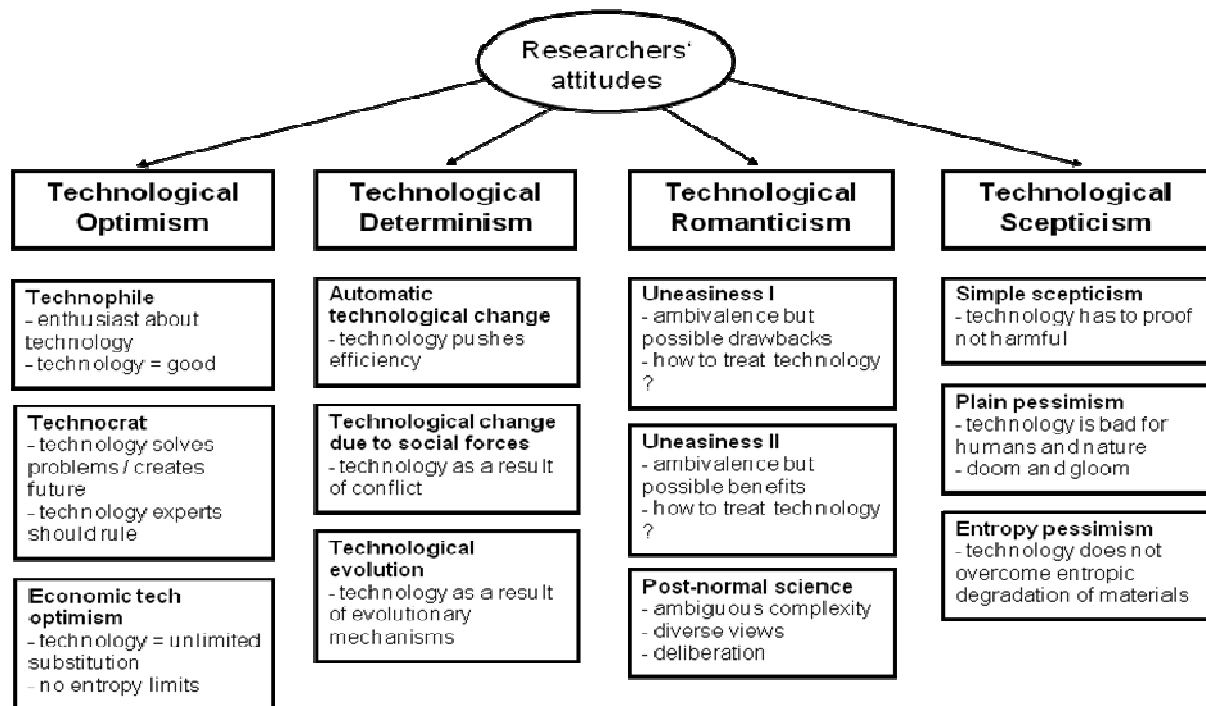 Researchers'
attitudes
Technological
Optimism
Technophile
- enthusiast about
technology
- technology = good
Technocrat
- technology solves
problems / creates
future
- technology experts
should rule
Economic tech
optimism
- technology = unlimited
substitution
- no entropy limits
Technological
Determinism
Automatic
technological change
- technology pushes
efficiency
Technological change
due to social forces
- technology as a result
of conflict
Technological
evolution
- technology as a result
of evolutionary
mechanisms
Technological
Romanticism
Uneasiness I
- ambivalence but
possible drawbacks
- how to treat technology
?
Uneasiness II
- ambivalence but
possible benefits
- how to treat technology
?
Post-normal science
- ambiguous complexity
- diverse views
- deliberation
Technological
Scepticism
Simple scepticism
- technology has to proof
not harmful
Plain pessimism
- technology is bad for
humans and nature
- doom and gloom
Entropy pessimism
- technology does not
overcome entropic
degradation of materials